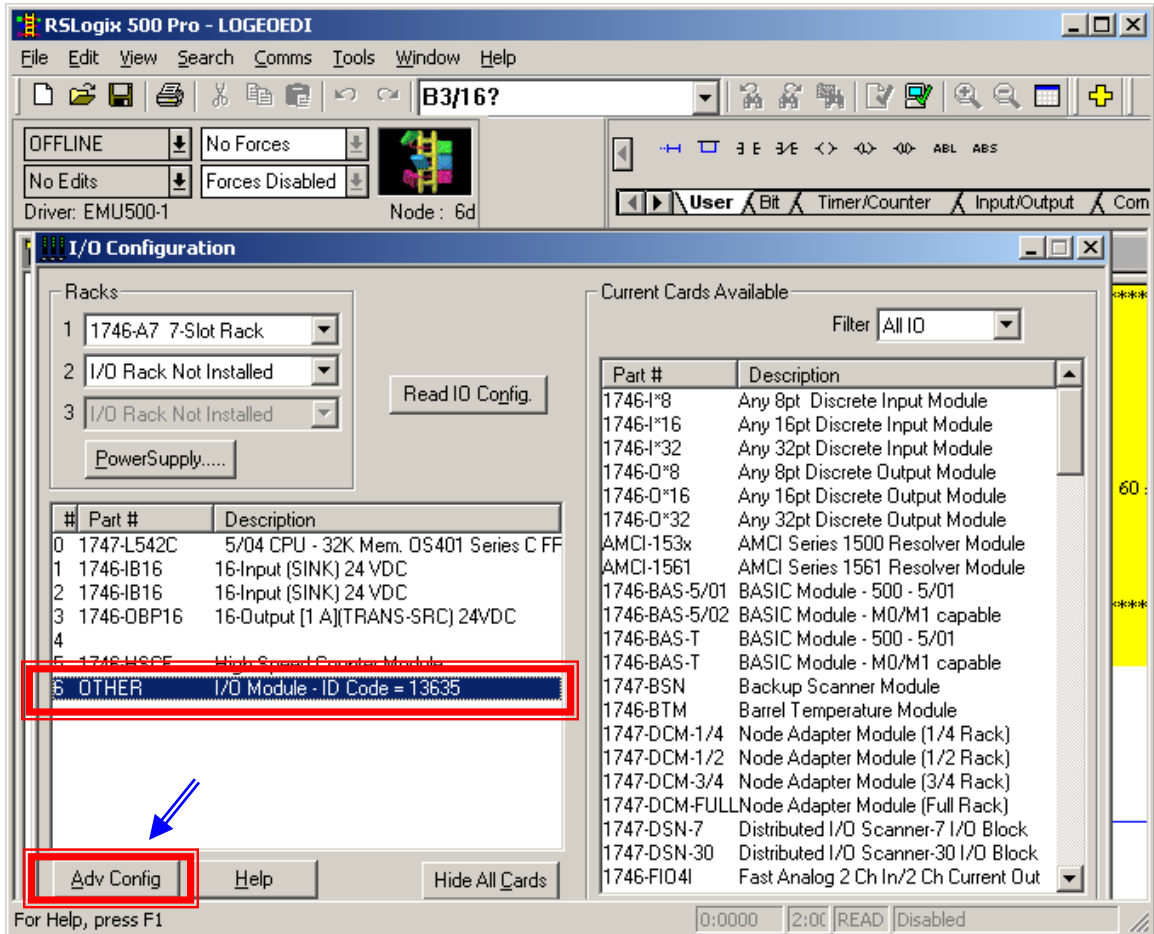 RSLogix 500 Pro - LOGEOEDI
File Edit View Search Comms Tools Window Help
B3/16?
OFFLINE
No Forces
No Edits
Forces Disabled
Driver: EMU500-1
Node : 6d
ABL ABS
User Bit Timer/Counter Input/Output Com
I/O Configuration
Racks
1 1746-A7 7-Slot Rack
2 I/O Rack Not Installed
3 I/O Rack Not Installed
PowerSupply.....
Read IO Config.
# Part # Description
0 1747-L542C 5/04 CPU - 32K Mem. OS401 Series C FF
1 1746-IB16 16-Input (SINK) 24 VDC
2 1746-IB16 16-Input (SINK) 24 VDC
3 1746-OBP16 16-Output [1 A](TRANS-SRC) 24VDC
4
5 1746-HSCE High Speed Counter Module
6 OTHER I/O Module - ID Code = 13635
Adv Config
Help
Hide All Cards
Current Cards Available
Filter All IO
Part # Description
1746-I*8 Any 8pt Discrete Input Module
1746-I*16 Any 16pt Discrete Input Module
1746-I*32 Any 32pt Discrete Input Module
1746-O*8 Any 8pt Discrete Output Module
1746-O*16 Any 16pt Discrete Output Module
1746-O*32 Any 32pt Discrete Output Module
AMCI-153x AMCI Series 1500 Resolver Module
AMCI-1561 AMCI Series 1561 Resolver Module
1746-BAS-5/01 BASIC Module - 500 - 5/01
1746-BAS-5/02 BASIC Module - M0/M1 capable
1746-BAS-T BASIC Module - 500 - 5/01
1746-BAS-T BASIC Module - M0/M1 capable
1747-BSN Backup Scanner Module
1746-BTM Barrel Temperature Module
1747-DCM-1/4 Node Adapter Module (1/4 Rack)
1747-DCM-1/2 Node Adapter Module (1/2 Rack)
1747-DCM-3/4 Node Adapter Module (3/4 Rack)
1747-DCM-FULL Node Adapter Module (Full Rack)
1747-DSN-7 Distributed I/O Scanner-7 I/O Block
1747-DSN-30 Distributed I/O Scanner-30 I/O Block
1746-FIO4I Fast Analog 2 Ch In/2 Ch Current Out
****
60 :
****
For Help, press F1
0:0000 2:00 READ Disabled